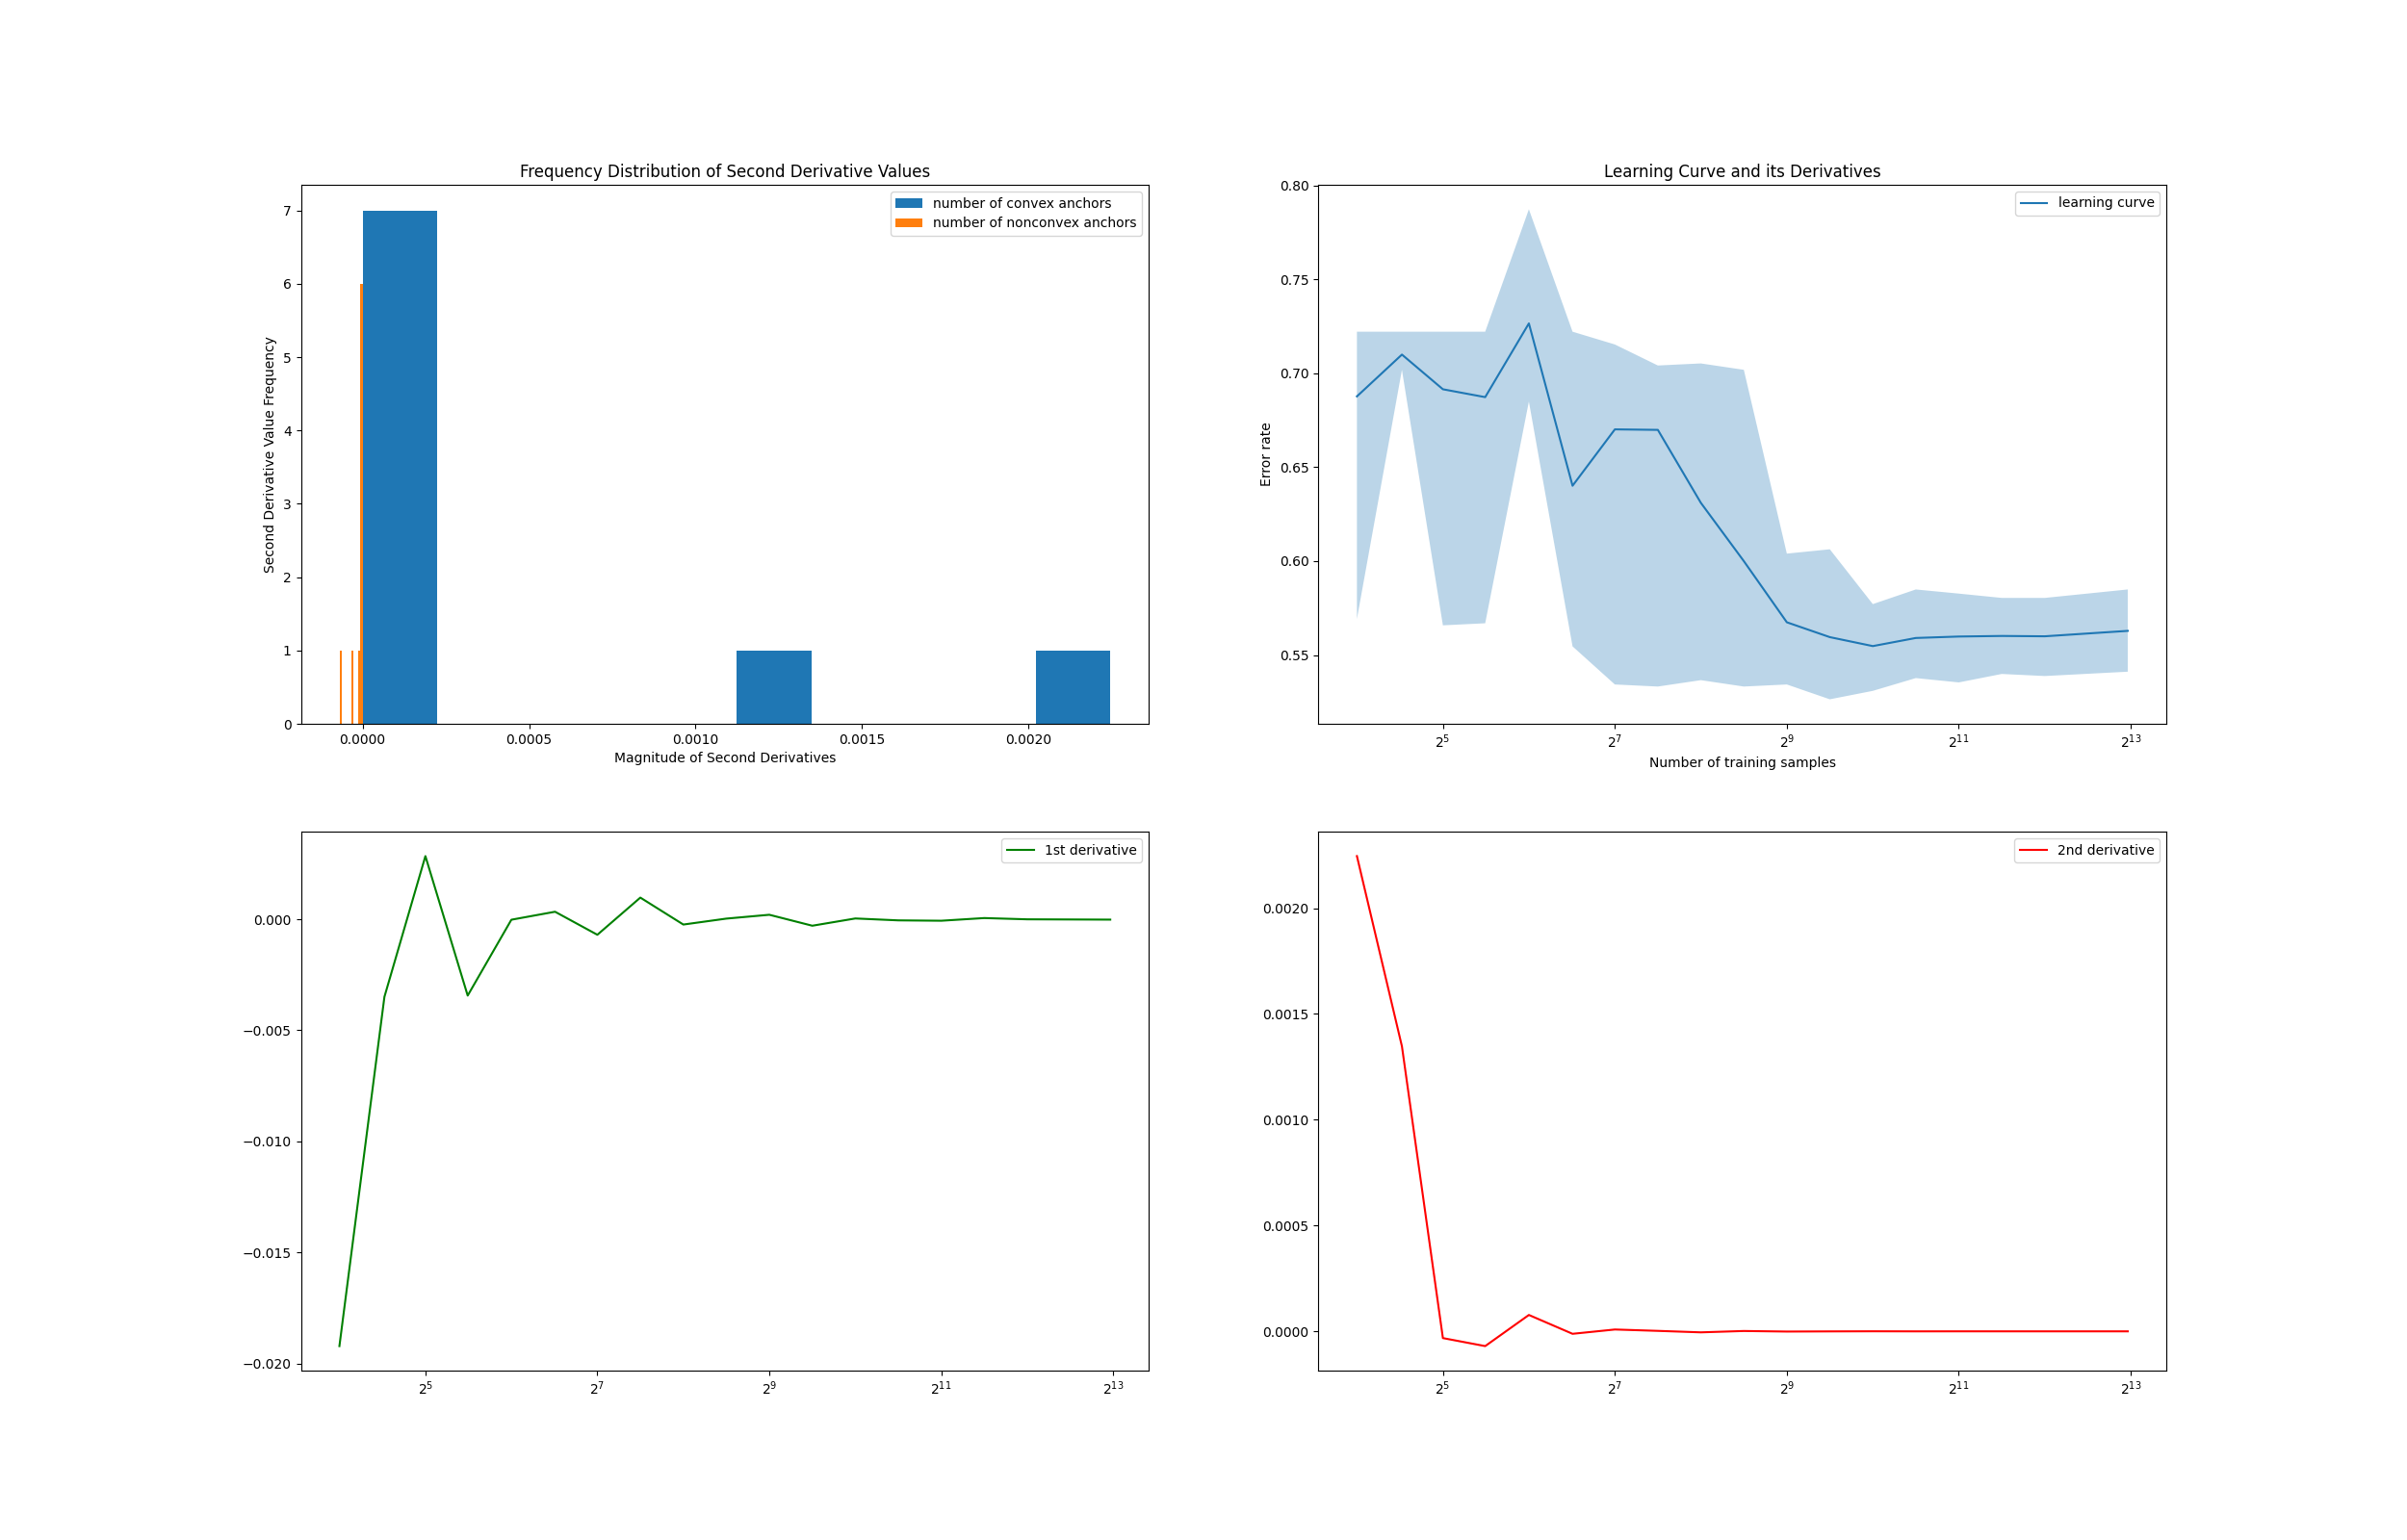 Frequency Distribution of Second Derivative Values
number of convex anchors
number of nonconvex anchors
Second Derivative Value Frequency
7
6
5
4
3
2
1
0
0.0000 0.0005 0.0010 0.0015 0.0020
Magnitude of Second Derivatives
Learning Curve and its Derivatives
learning curve
Error rate
0.80
0.75
0.70
0.65
0.60
0.55
2^5 2^7 2^9 2^11 2^13
Number of training samples
1st derivative
0.000
−0.005
−0.010
−0.015
−0.020
2^5 2^7 2^9 2^11 2^13
2nd derivative
0.0020
0.0015
0.0010
0.0005
0.0000
2^5 2^7 2^9 2^11 2^13